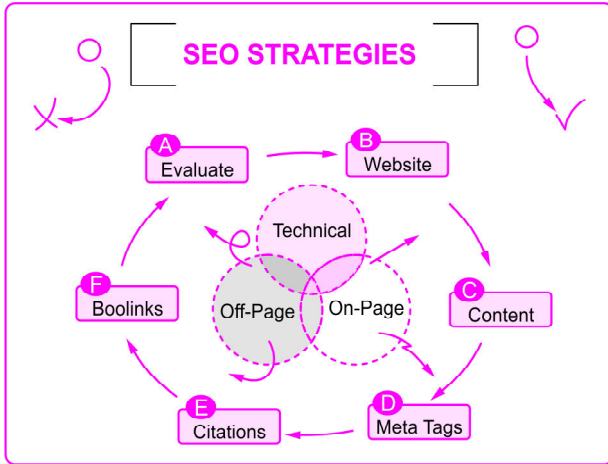 SEO STRATEGIES
A
Evaluate
B
Website
Technical
F
Boolinks
Off-Page
On-Page
C
Content
E
Citations
D
Meta Tags